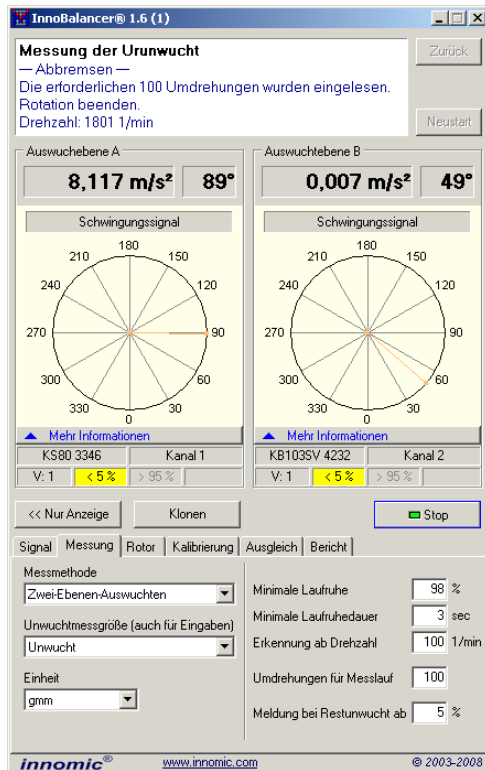 InnoBalancer® 1.6 (1)
Messung der Urunwucht
— Abbremsen —
Die erforderlichen 100 Umdrehungen wurden eingelesen.
Rotation beenden.
Drehzahl: 1801 1/min
Zurück
Neustart
Auswuchebene A
8,117 m/s² 89°
Schwingungssignal
180
210 150
240 120
270 90
300 60
330 30
0
Mehr Informationen
KS80 3346 Kanal 1
V: 1 < 5 % > 95 %
Auswuchtebene B
0,007 m/s² 49°
Schwingungssignal
180
210 150
240 120
270 90
300 60
330 30
0
Mehr Informationen
KB103SV 4232 Kanal 2
V: 1 < 5 % > 95 %
<< Nur Anzeige Klonen Stop
Signal Messung Rotor Kalibrierung Ausgleich Bericht
Messmethode
Zwei-Ebenen-Auswuchten
Unwuchtmessgröße (auch für Eingaben)
Unwucht
Einheit
gmm
Minimale Laufruhe 98 %
Minimale Laufruhedauer 3 sec
Erkennung ab Drehzahl 100 1/min
Umdrehungen für Messlauf 100
Meldung bei Restunwucht ab 5 %
innomic® www.innomic.com © 2003-2008